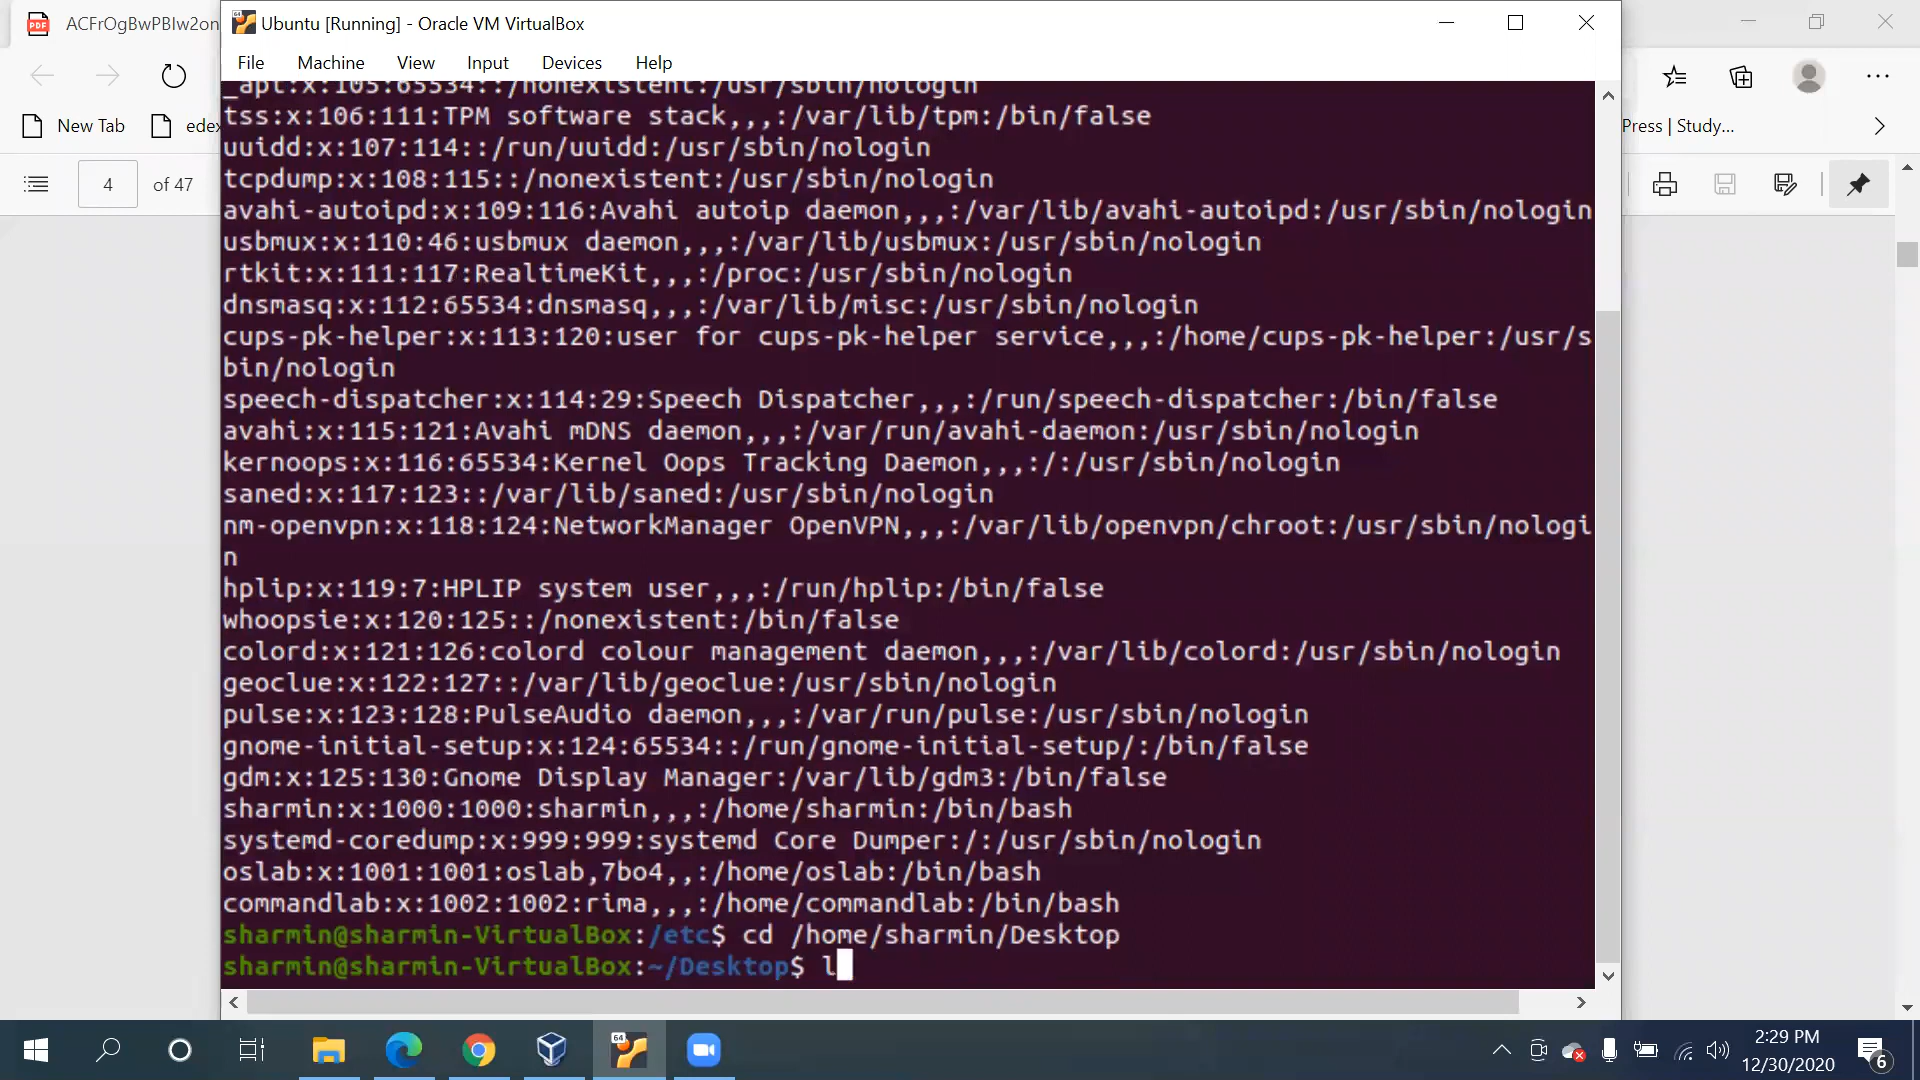 ACFrOgBwPBIw2on
Ubuntu [Running] - Oracle VM VirtualBox
File Machine View Input Devices Help
New Tab
edex
Press | Study...
4 of 47
_apt:x:105:65534::/nonexistent:/usr/sbin/nologin
tss:x:106:111:TPM software stack,,,:/var/lib/tpm:/bin/false
uuidd:x:107:114::/run/uuidd:/usr/sbin/nologin
tcpdump:x:108:115::/nonexistent:/usr/sbin/nologin
avahi-autoipd:x:109:116:Avahi autoip daemon,,,:/var/lib/avahi-autoipd:/usr/sbin/nologin
usbmux:x:110:46:usbmux daemon,,,:/var/lib/usbmux:/usr/sbin/nologin
rtkit:x:111:117:RealtimeKit,,,:/proc:/usr/sbin/nologin
dnsmasq:x:112:65534:dnsmasq,,,:/var/lib/misc:/usr/sbin/nologin
cups-pk-helper:x:113:120:user for cups-pk-helper service,,,:/home/cups-pk-helper:/usr/s
bin/nologin
speech-dispatcher:x:114:29:Speech Dispatcher,,,:/run/speech-dispatcher:/bin/false
avahi:x:115:121:Avahi mDNS daemon,,,:/var/run/avahi-daemon:/usr/sbin/nologin
kernoops:x:116:65534:Kernel Oops Tracking Daemon,,,:/:/usr/sbin/nologin
saned:x:117:123::/var/lib/saned:/usr/sbin/nologin
nm-openvpn:x:118:124:NetworkManager OpenVPN,,,:/var/lib/openvpn/chroot:/usr/sbin/nologi
n
hplip:x:119:7:HPLIP system user,,,:/run/hplip:/bin/false
whoopsie:x:120:125::/nonexistent:/bin/false
colord:x:121:126:colord colour management daemon,,,:/var/lib/colord:/usr/sbin/nologin
geoclue:x:122:127::/var/lib/geoclue:/usr/sbin/nologin
pulse:x:123:128:PulseAudio daemon,,,:/var/run/pulse:/usr/sbin/nologin
gnome-initial-setup:x:124:65534::/run/gnome-initial-setup/:/bin/false
gdm:x:125:130:Gnome Display Manager:/var/lib/gdm3:/bin/false
sharmin:x:1000:1000:sharmin,,,:/home/sharmin:/bin/bash
systemd-coredump:x:999:999:systemd Core Dumper:/:/usr/sbin/nologin
oslab:x:1001:1001:oslab,7bo4,,:/home/oslab:/bin/bash
commandlab:x:1002:1002:rima,,,:/home/commandlab:/bin/bash
sharmin@sharmin-VirtualBox:/etc$ cd /home/sharmin/Desktop
sharmin@sharmin-VirtualBox:~/Desktop$ l
PDF
64
64
2:29 PM
12/30/2020
6